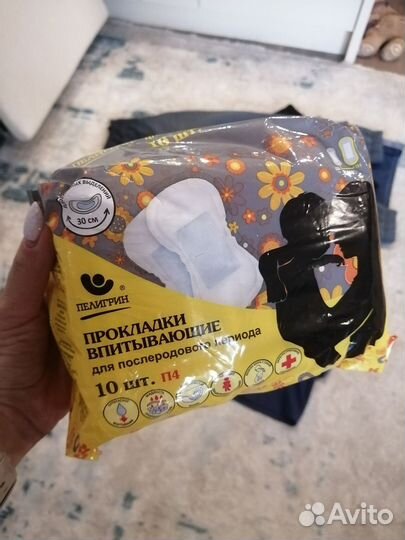 30 СМ
ПЕЛИГРИН
ПРОКЛАДКИ
ВПИТЫВАЮЩИЕ
для послеродового периода
10 шт. П4
Avito